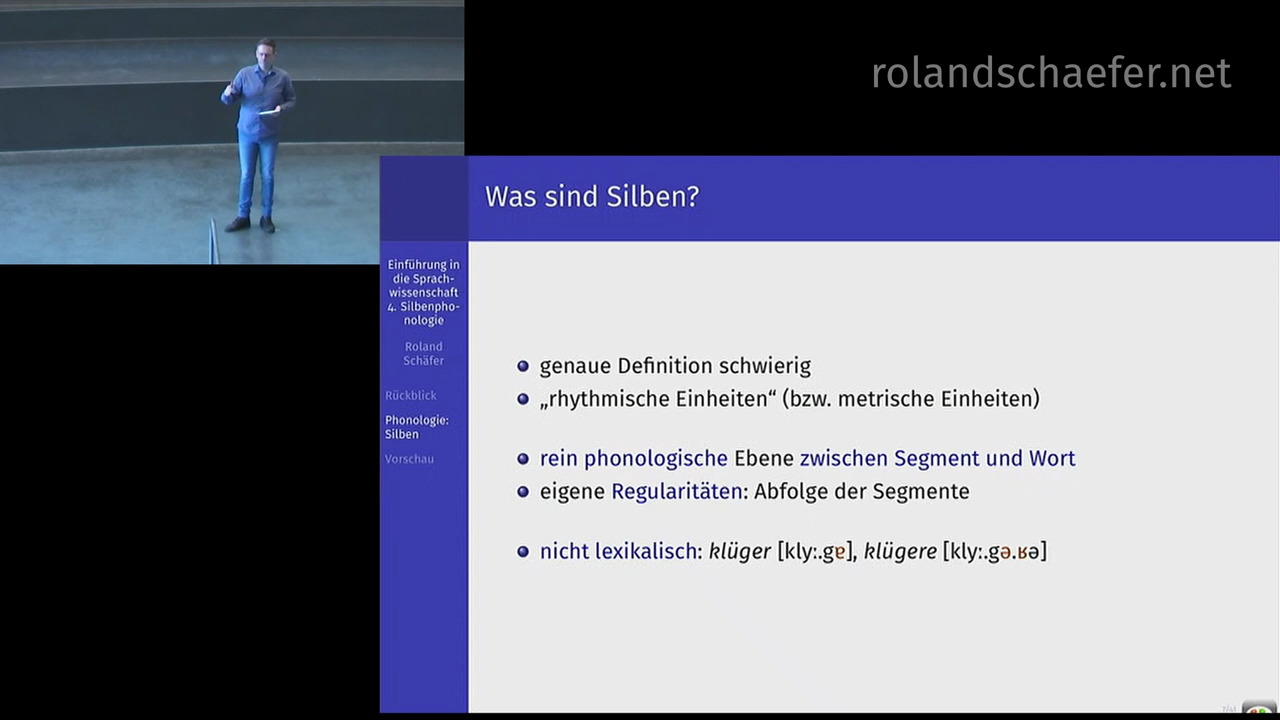 rolandschaefer.net
Was sind Silben?
Einführung in
die Sprach-
wissenschaft
4. Silbenpho-
nologie
Roland
Schäfer
Rückblick
Phonologie:
Silben
Vorschau
genaue Definition schwierig
„rhythmische Einheiten“ (bzw. metrische Einheiten)
rein phonologische Ebene zwischen Segment und Wort
eigene Regularitäten: Abfolge der Segmente
nicht lexikalisch: klüger [kly:.gɐ], klügere [kly:.gə.ʁə]